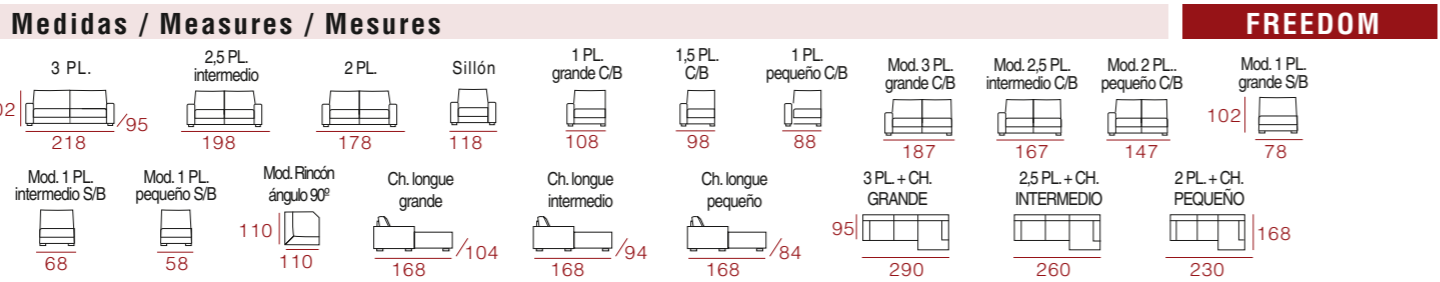 Medidas / Measures / Mesures
FREEDOM
3 PL.
02
95
218
2,5 PL.
intermedio
198
2 PL.
178
Sillón
118
1 PL.
grande C/B
108
1,5 PL.
C/B
98
1 PL.
pequeño C/B
88
Mod. 3 PL.
grande C/B
187
Mod. 2,5 PL.
intermedio C/B
167
Mod. 2 PL..
pequeño C/B
147
Mod. 1 PL.
grande S/B
102
78
Mod. 1 PL.
intermedio S/B
68
Mod. 1 PL.
pequeño S/B
58
Mod. Rincón
ángulo 90º
110
110
Ch. longue
grande
104
168
Ch. longue
intermedio
94
168
Ch. longue
pequeño
84
168
3 PL. + CH.
GRANDE
95
290
2,5 PL. + CH.
INTERMEDIO
260
2 PL. + CH.
PEQUEÑO
168
230